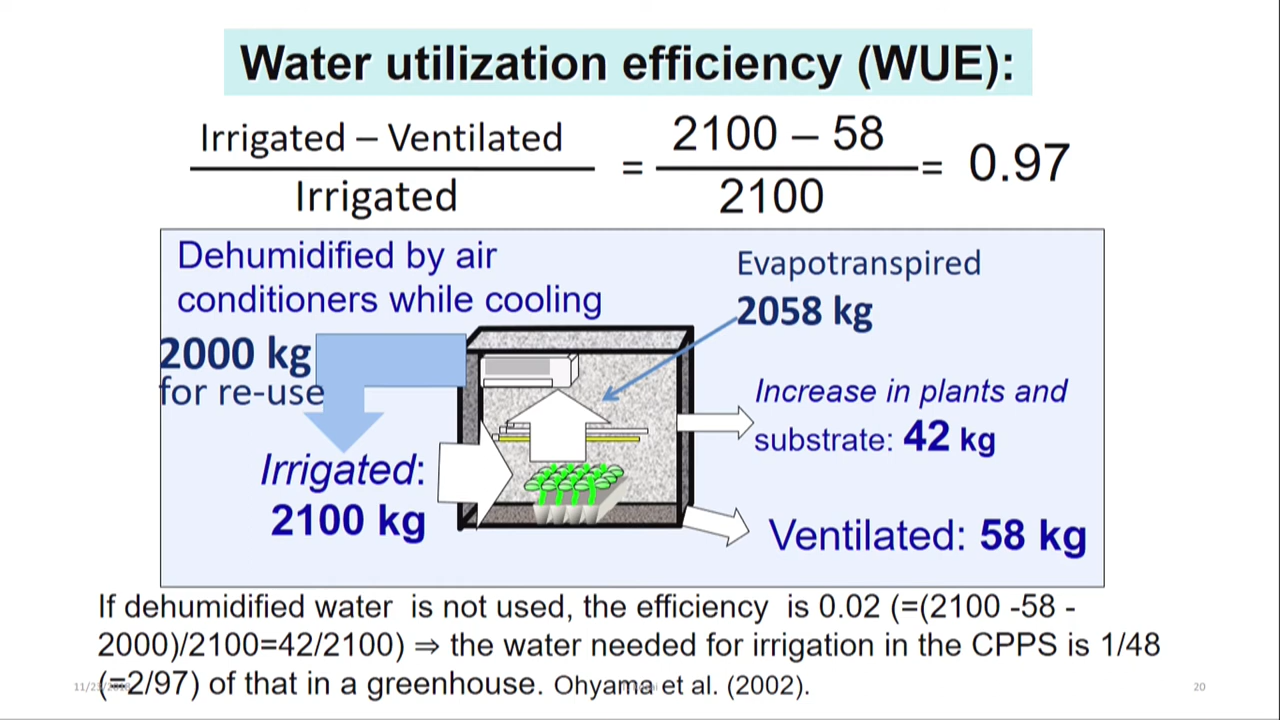 Water utilization efficiency (WUE):
Irrigated – Ventilated
Irrigated
=
2100 – 58
2100
= 0.97
Dehumidified by air
conditioners while cooling
2000 kg
for re-use
Evapotranspired
2058 kg
Increase in plants and
substrate: 42 kg
Irrigated:
2100 kg
Ventilated: 58 kg
If dehumidified water is not used, the efficiency is 0.02 (=(2100 -58 -
2000)/2100=42/2100) ⇒ the water needed for irrigation in the CPPS is 1/48
(=2/97) of that in a greenhouse. Ohyama et al. (2002).
20